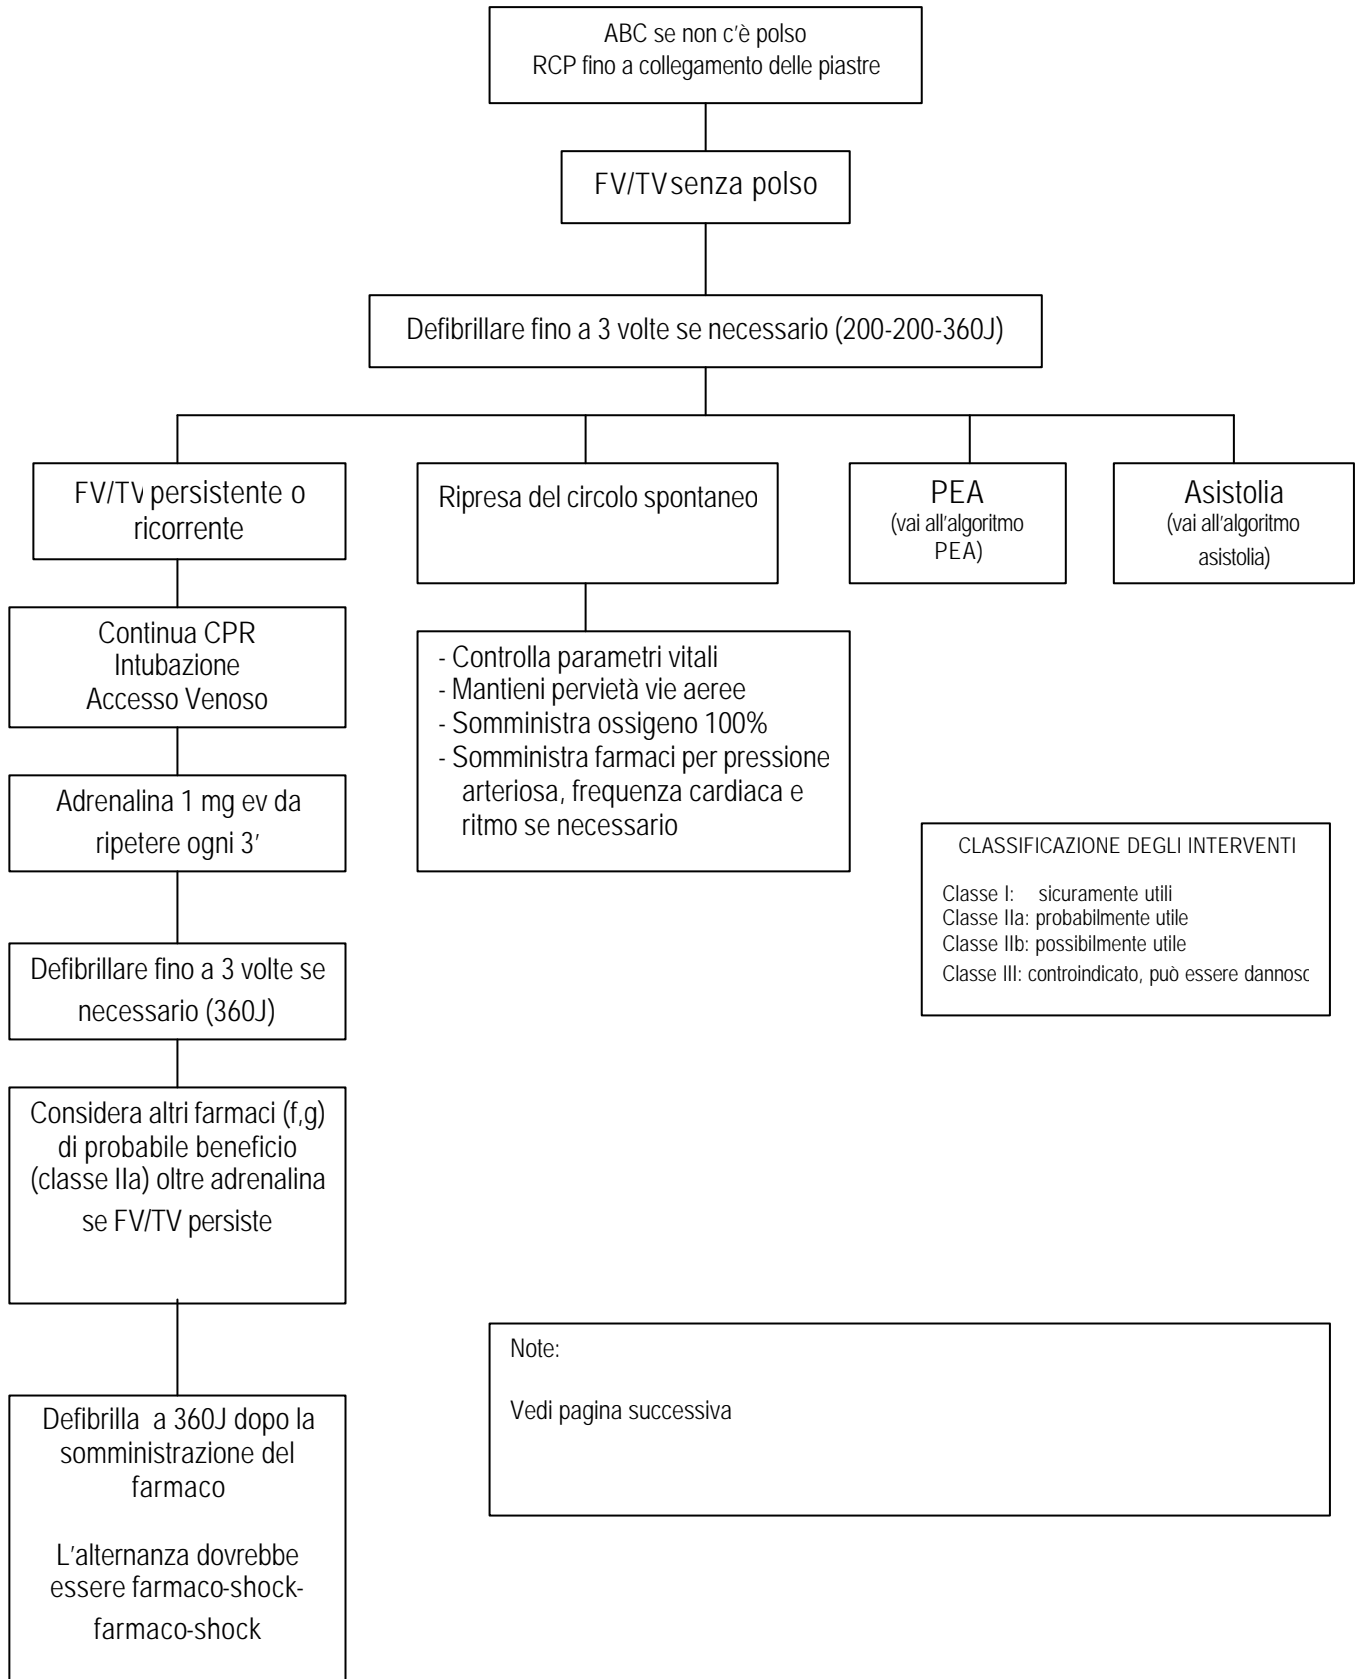 ABC se non c'è polso
RCP fino a collegamento delle piastre
FV/TV senza polso
Defibrillare fino a 3 volte se necessario (200-200-360J)
FV/TV persistente o
ricorrente
Ripresa del circolo spontaneo
PEA
(vai all'algoritmo
PEA)
Asistolia
(vai all'algoritmo
asistolia)
Continua CPR
Intubazione
Accesso Venoso
- Controlla parametri vitali
- Mantieni pervietà vie aeree
- Somministra ossigeno 100%
- Somministra farmaci per pressione
arteriosa, frequenza cardiaca e
ritmo se necessario
Adrenalina 1 mg ev da
ripetere ogni 3'
CLASSIFICAZIONE DEGLI INTERVENTI
Classe I: sicuramente utili
Classe IIa: probabilmente utile
Classe IIb: possibilmente utile
Classe III: controindicato, può essere dannoso
Defibrillare fino a 3 volte se
necessario (360J)
Considera altri farmaci (f,g)
di probabile beneficio
(classe IIa) oltre adrenalina
se FV/TV persiste
Note:
Vedi pagina successiva
Defibrilla a 360J dopo la
somministrazione del
farmaco
L'alternanza dovrebbe
essere farmaco-shock-
farmaco-shock